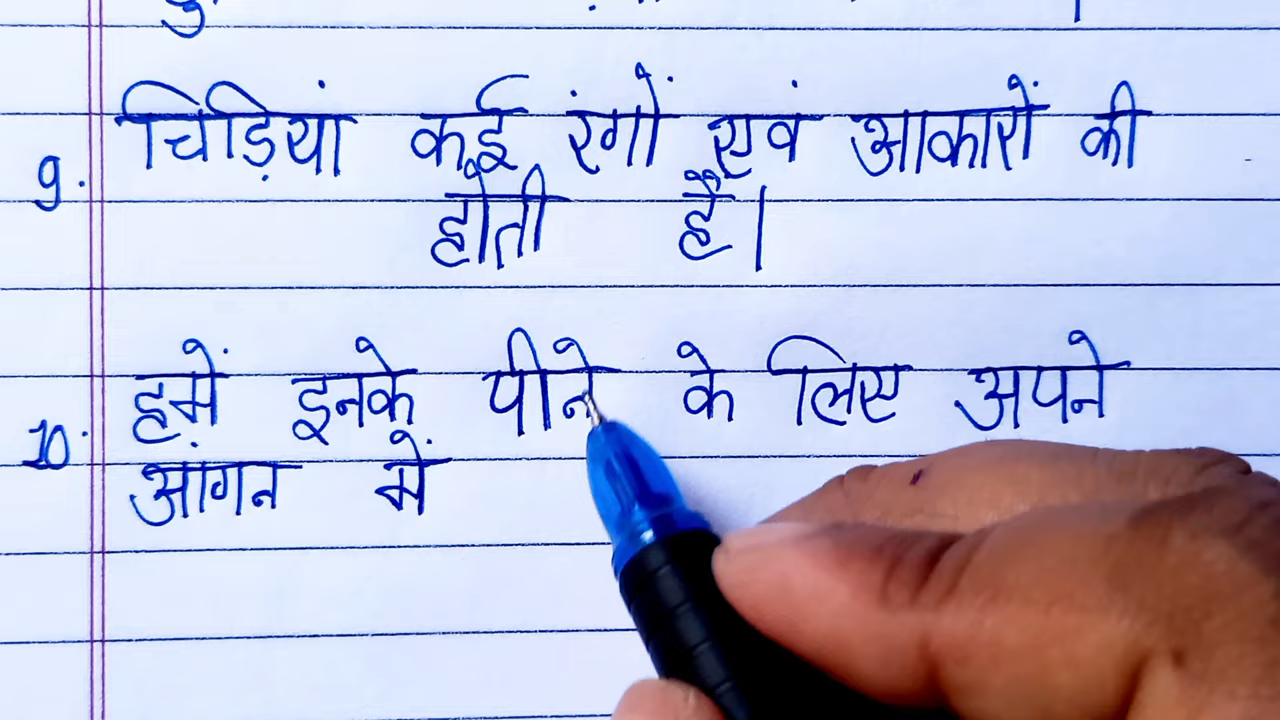 9. चिड़ियां कई रंगों एवं आकारों की
होती हैं।
10. हमें इनके पीने के लिए अपने
आंगन में